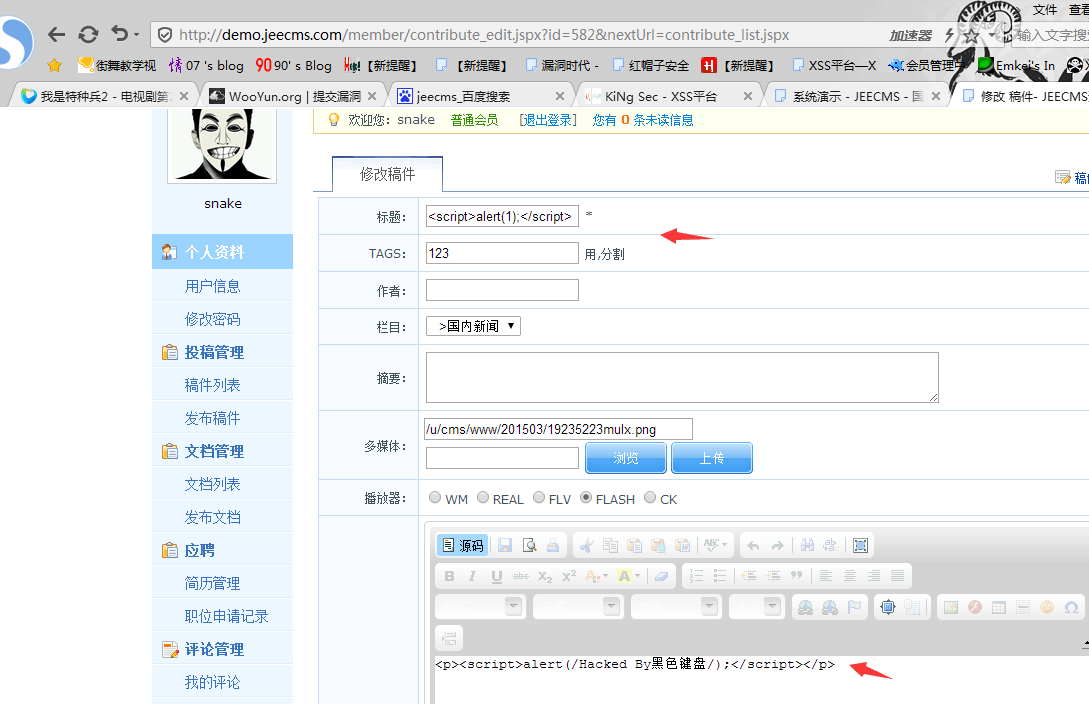 文件 查看
http://demo.jeecms.com/member/contribute_edit.jspx?id=582&nextUrl=contribute_list.jspx 加速器 输入文字搜
街舞教学视 情 07 's blog 90 90' s Blog 【新提醒】 【新提醒】 漏洞时代 - 红帽子安全 H 【新提醒】 XSS平台—X 会员管理中 Emkei's In
我是特种兵2 - 电视剧第 WooYun.org | 提交漏洞 jeecms_百度搜索 KiNg Sec - XSS平台 系统演示 - JEECMS - 国 修改 稿件- JEECMS
欢迎您: snake 普通会员 [退出登录] 您有 0 条未读信息
修改稿件
snake
标题: <script>alert(1);</script> *
TAGS: 123 用,分割
作者:
栏目: >国内新闻
摘要:
多媒体: /u/cms/www/201503/19235223mulx.png
浏览 上传
播放器: WM REAL FLV FLASH CK
源码
<p><script>alert(/Hacked By黑色键盘/);</script></p>
个人资料
用户信息
修改密码
投稿管理
稿件列表
发布稿件
文档管理
文档列表
发布文档
应聘
简历管理
职位申请记录
评论管理
我的评论